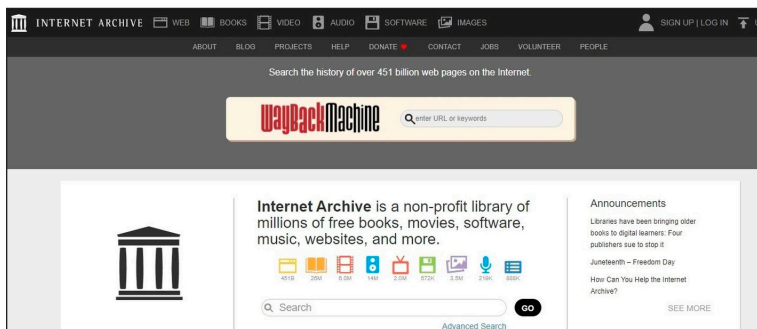 INTERNET ARCHIVE WEB BOOKS VIDEO AUDIO SOFTWARE IMAGES SIGN UP | LOG IN
ABOUT BLOG PROJECTS HELP DONATE CONTACT JOBS VOLUNTEER PEOPLE
Search the history of over 451 billion web pages on the Internet.
WayBackMachine enter URL or keywords
Internet Archive is a non-profit library of
millions of free books, movies, software,
music, websites, and more.
451B 26M 6.0M 14M 2.0M 572K 3.5M 219K
Search GO
Advanced Search
Announcements
Libraries have been bringing older
books to digital learners: Four
publishers sue to stop it
Juneteenth – Freedom Day
How Can You Help the Internet
Archive?
SEE MORE